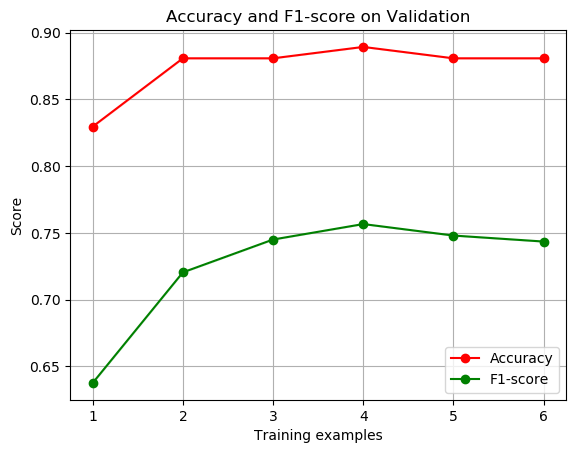 Accuracy and F1-score on Validation
0.90
0.85
0.80
0.75
0.70
0.65
Score
1 2 3 4 5 6
Training examples
Accuracy
F1-score